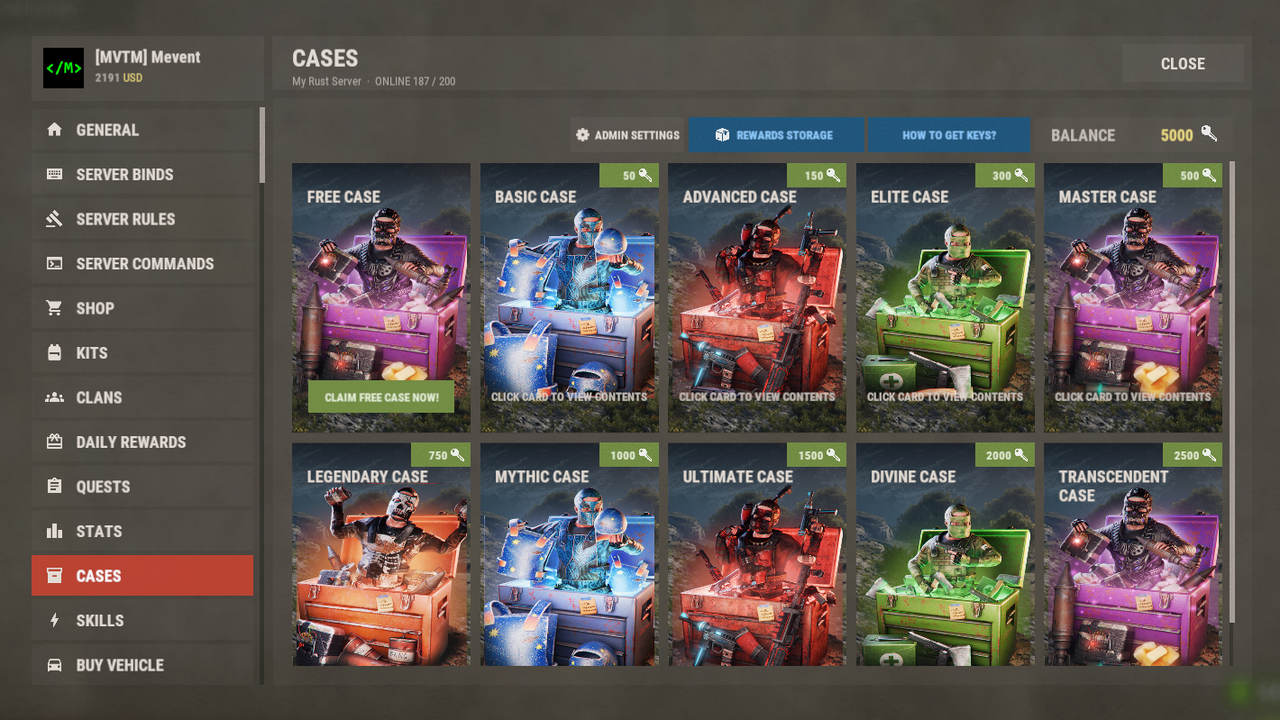 </M>
[MVTM] Mevent
2191 USD
GENERAL
SERVER BINDS
SERVER RULES
SERVER COMMANDS
SHOP
KITS
CLANS
DAILY REWARDS
QUESTS
STATS
CASES
SKILLS
BUY VEHICLE
CASES
My Rust Server · ONLINE 187 / 200
CLOSE
ADMIN SETTINGS
REWARDS STORAGE
HOW TO GET KEYS?
BALANCE
5000
FREE CASE
CLAIM FREE CASE NOW!
50
BASIC CASE
CLICK CARD TO VIEW CONTENTS
150
ADVANCED CASE
CLICK CARD TO VIEW CONTENTS
300
ELITE CASE
CLICK CARD TO VIEW CONTENTS
500
MASTER CASE
CLICK CARD TO VIEW CONTENTS
750
LEGENDARY CASE
1000
MYTHIC CASE
1500
ULTIMATE CASE
2000
DIVINE CASE
2500
TRANSCENDENT
CASE